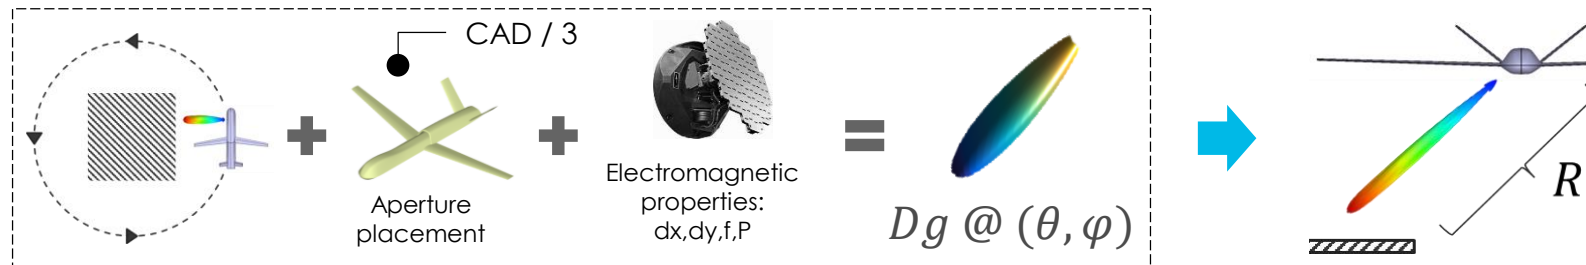 CAD / 3
Aperture
placement
Electromagnetic
properties:
dx,dy,f,P
Dg @ (θ, φ)
R